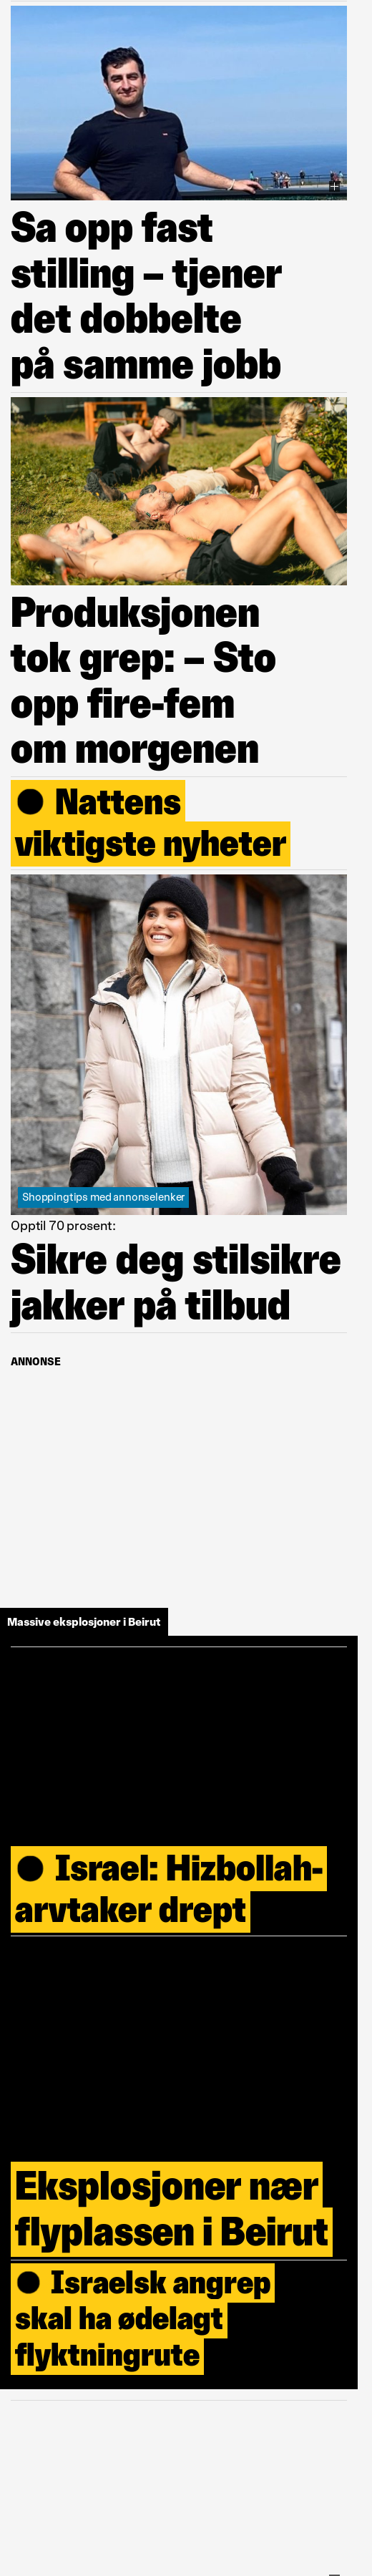 Sa opp fast
stilling – tjener
det dobbelte
på samme jobb
Produksjonen
tok grep: – Sto
opp fire-fem
om morgenen
Nattens
viktigste nyheter
Shoppingtips med annonselenker
Opptil 70 prosent:
Sikre deg stilsikre
jakker på tilbud
ANNONSE
Massive eksplosjoner i Beirut
Israel: Hizbollah-
arvtaker drept
Eksplosjoner nær
flyplassen i Beirut
Israelsk angrep
skal ha ødelagt
flyktningrute